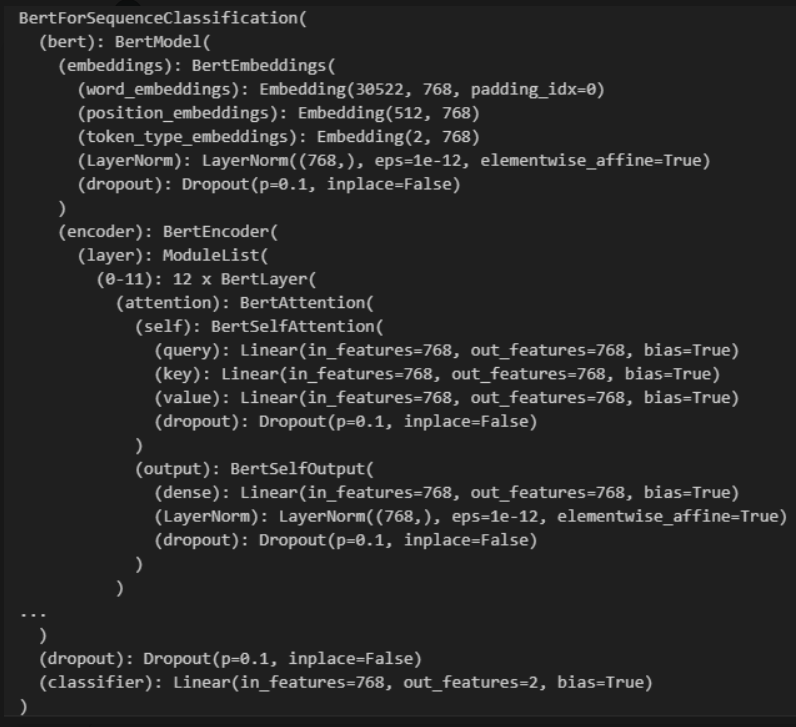 BertForSequenceClassification(
  (bert): BertModel(
    (embeddings): BertEmbeddings(
      (word_embeddings): Embedding(30522, 768, padding_idx=0)
      (position_embeddings): Embedding(512, 768)
      (token_type_embeddings): Embedding(2, 768)
      (LayerNorm): LayerNorm((768,), eps=1e-12, elementwise_affine=True)
      (dropout): Dropout(p=0.1, inplace=False)
    )
    (encoder): BertEncoder(
      (layer): ModuleList(
        (0-11): 12 x BertLayer(
          (attention): BertAttention(
            (self): BertSelfAttention(
              (query): Linear(in_features=768, out_features=768, bias=True)
              (key): Linear(in_features=768, out_features=768, bias=True)
              (value): Linear(in_features=768, out_features=768, bias=True)
              (dropout): Dropout(p=0.1, inplace=False)
            )
            (output): BertSelfOutput(
              (dense): Linear(in_features=768, out_features=768, bias=True)
              (LayerNorm): LayerNorm((768,), eps=1e-12, elementwise_affine=True)
              (dropout): Dropout(p=0.1, inplace=False)
            )
          )
...
  )
  (dropout): Dropout(p=0.1, inplace=False)
  (classifier): Linear(in_features=768, out_features=2, bias=True)
)